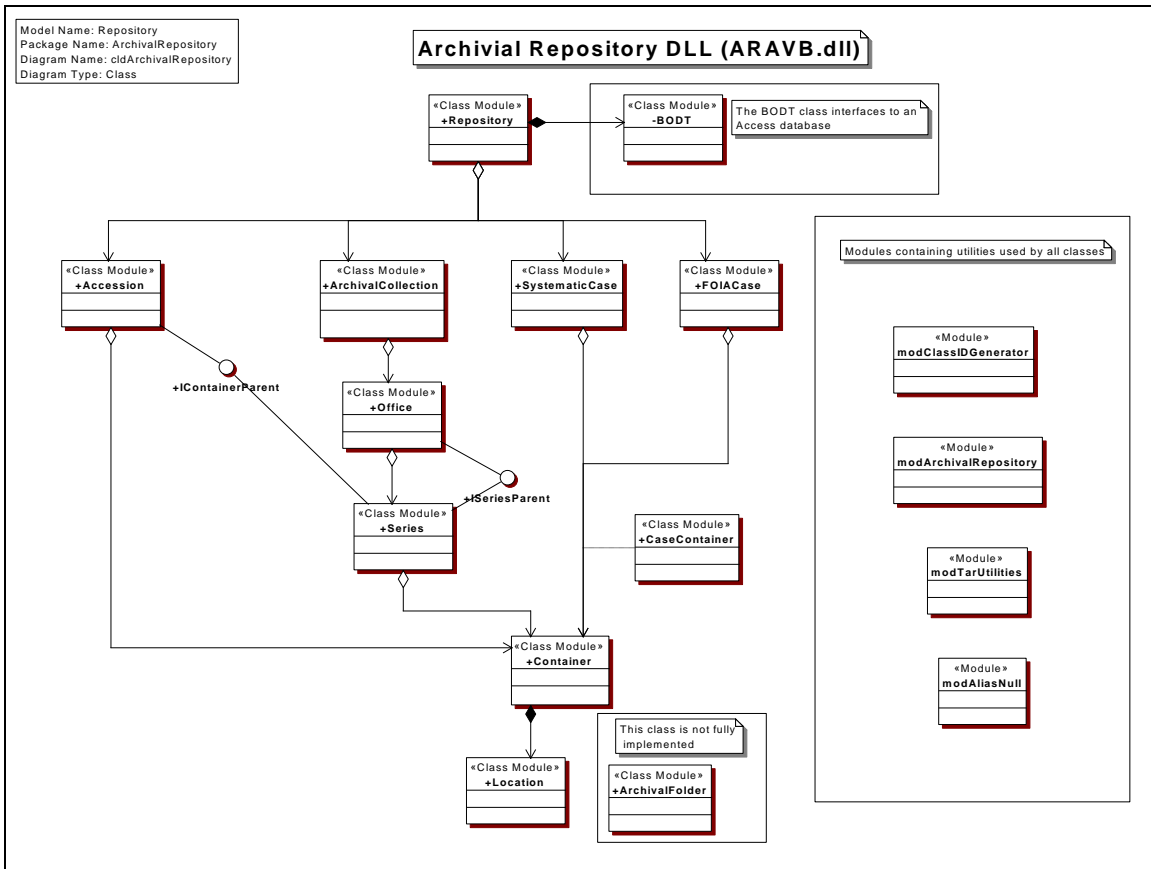 Model Name: Repository
Package Name: ArchivalRepository
Diagram Name: cldArchivalRepository
Diagram Type: Class
Archivial Repository DLL (ARAVB.dll)
«Class Module»
+Repository
«Class Module»
-BODT
The BODT class interfaces to an
Access database
Modules containing utilities used by all classes
«Class Module»
+Accession
«Class Module»
+ArchivalCollection
«Class Module»
+SystematicCase
«Class Module»
+FOIACase
«Module»
modClassIDGenerator
+IContainerParent
«Class Module»
+Office
«Module»
modArchivalRepository
+ISeriesParent
«Class Module»
+Series
«Class Module»
+CaseContainer
«Module»
modTarUtilities
«Class Module»
+Container
«Module»
modAliasNull
This class is not fully
implemented
«Class Module»
+Location
«Class Module»
+ArchivalFolder